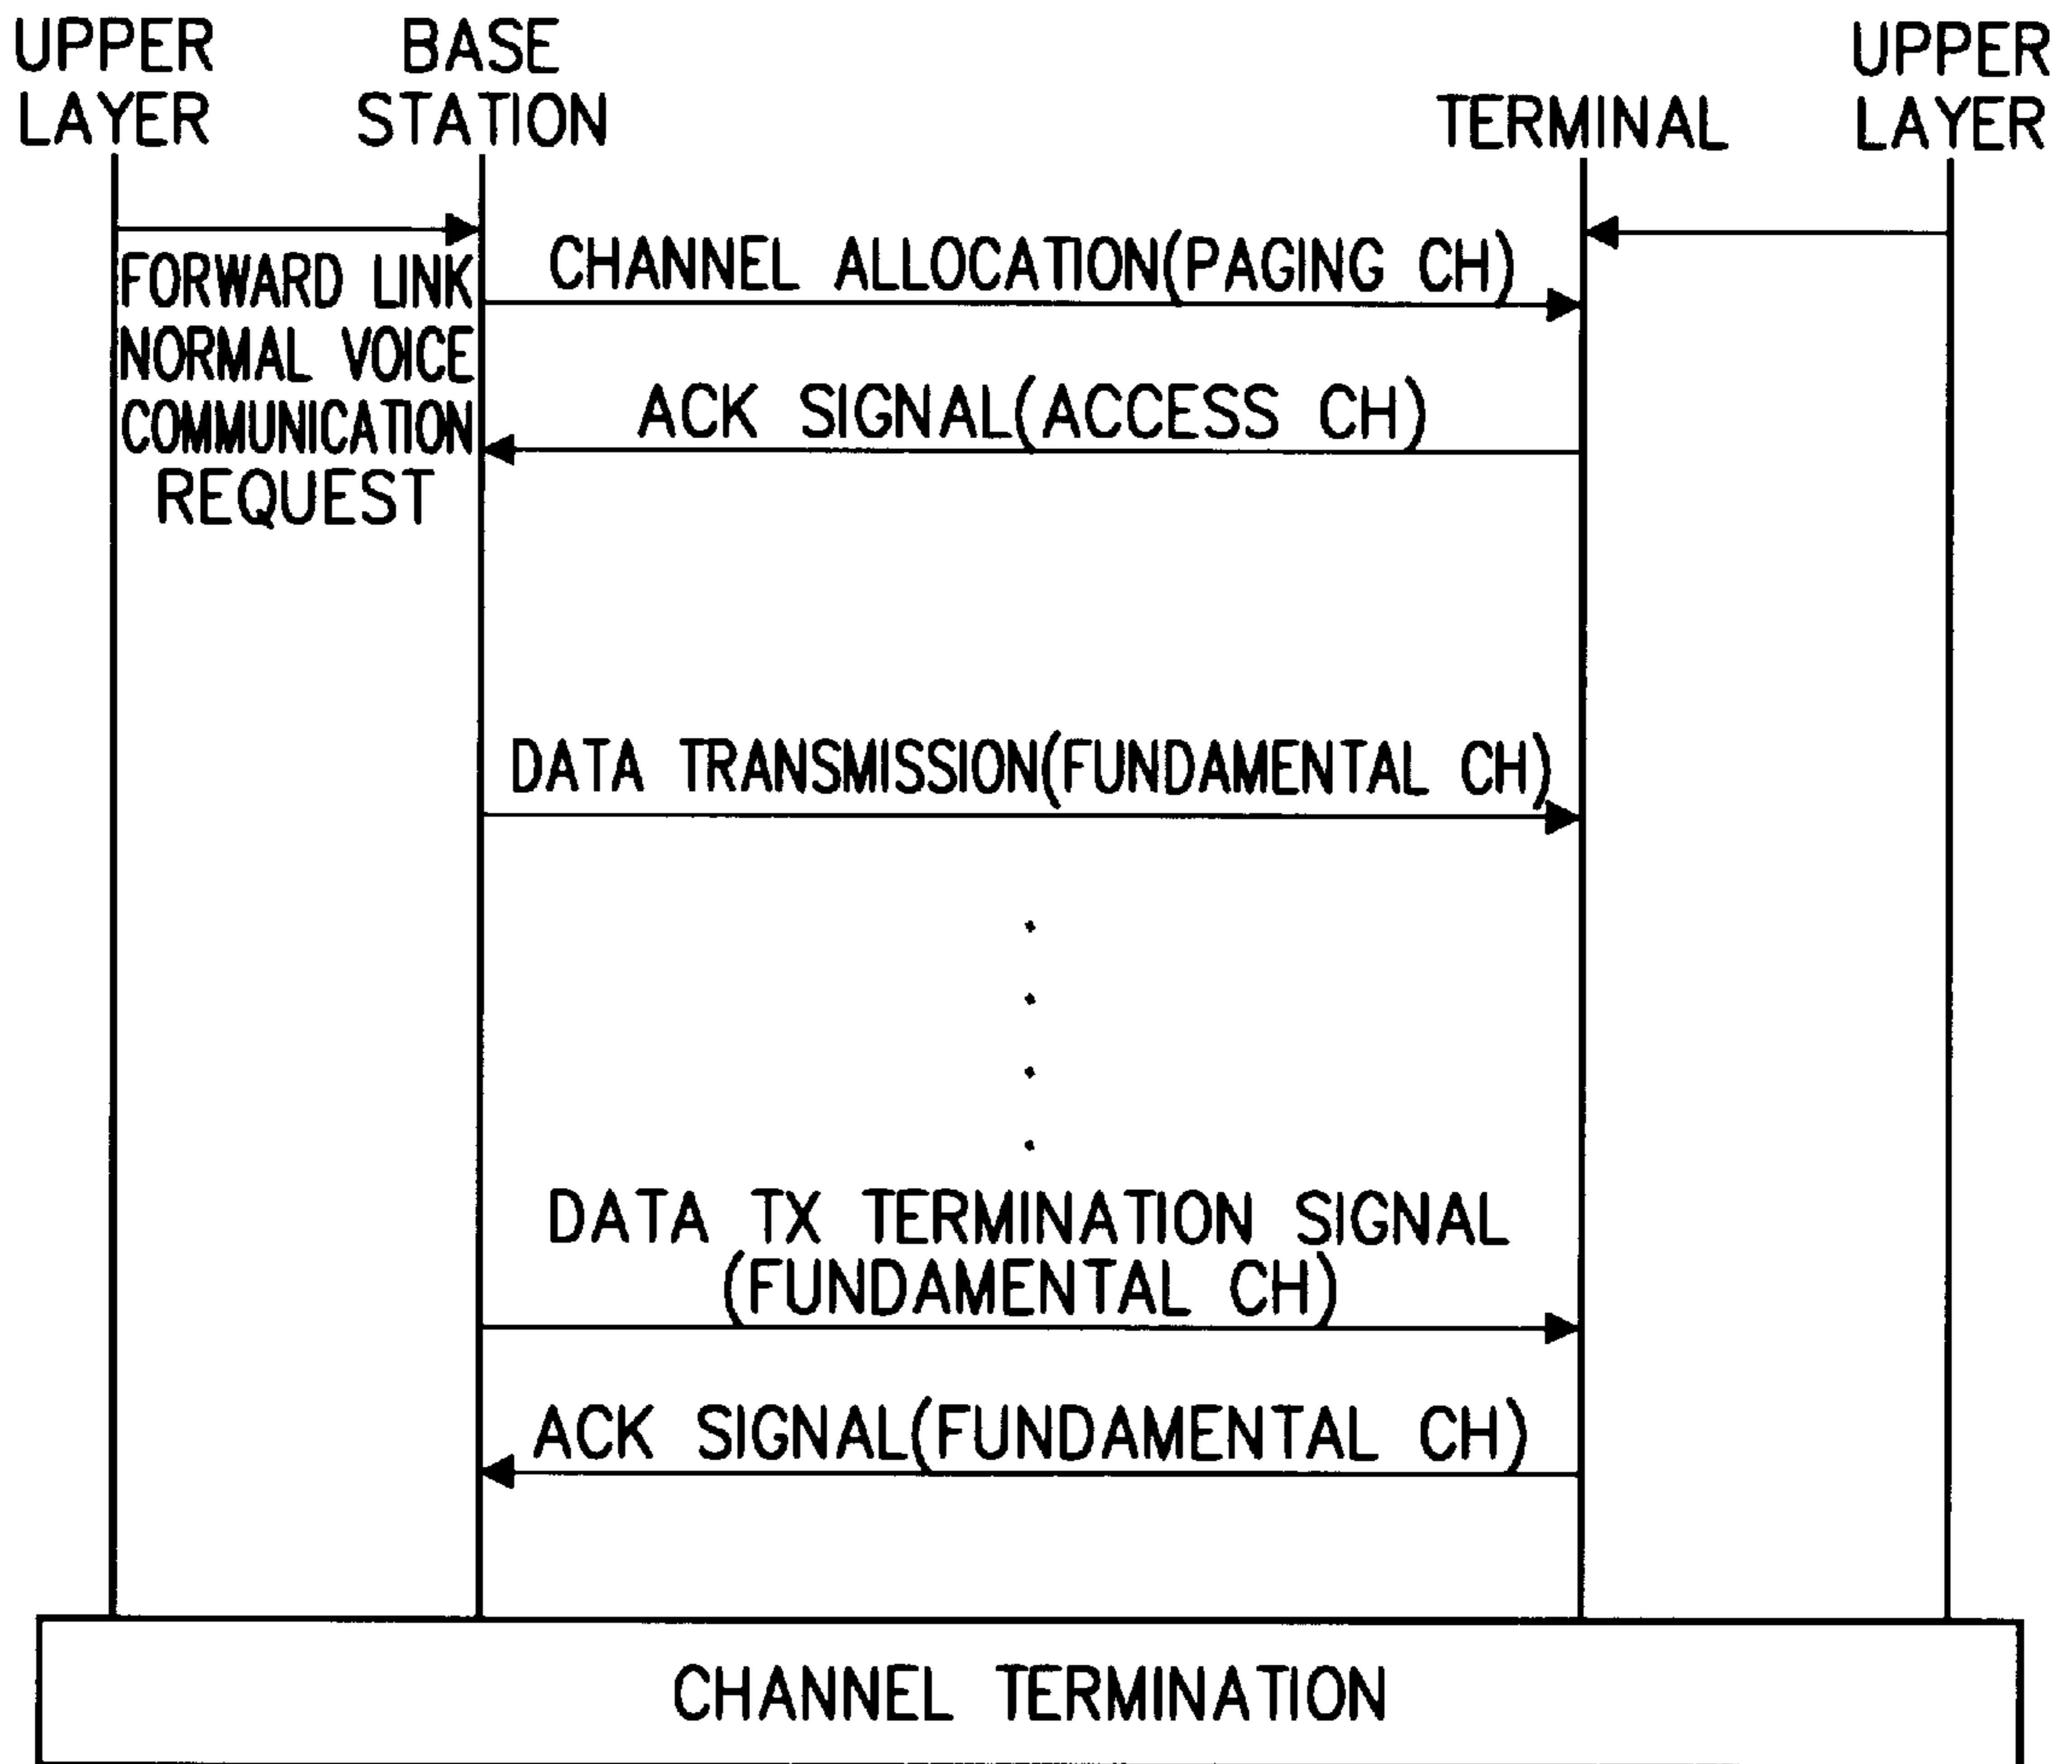 UPPER
LAYER
BASE
STATION
TERMINAL
UPPER
LAYER
FORWARD LINK
NORMAL VOICE
COMMUNICATION
REQUEST
CHANNEL ALLOCATION(PAGING CH)
ACK SIGNAL(ACCESS CH)
DATA TRANSMISSION(FUNDAMENTAL CH)
DATA TX TERMINATION SIGNAL
(FUNDAMENTAL CH)
ACK SIGNAL(FUNDAMENTAL CH)
CHANNEL TERMINATION